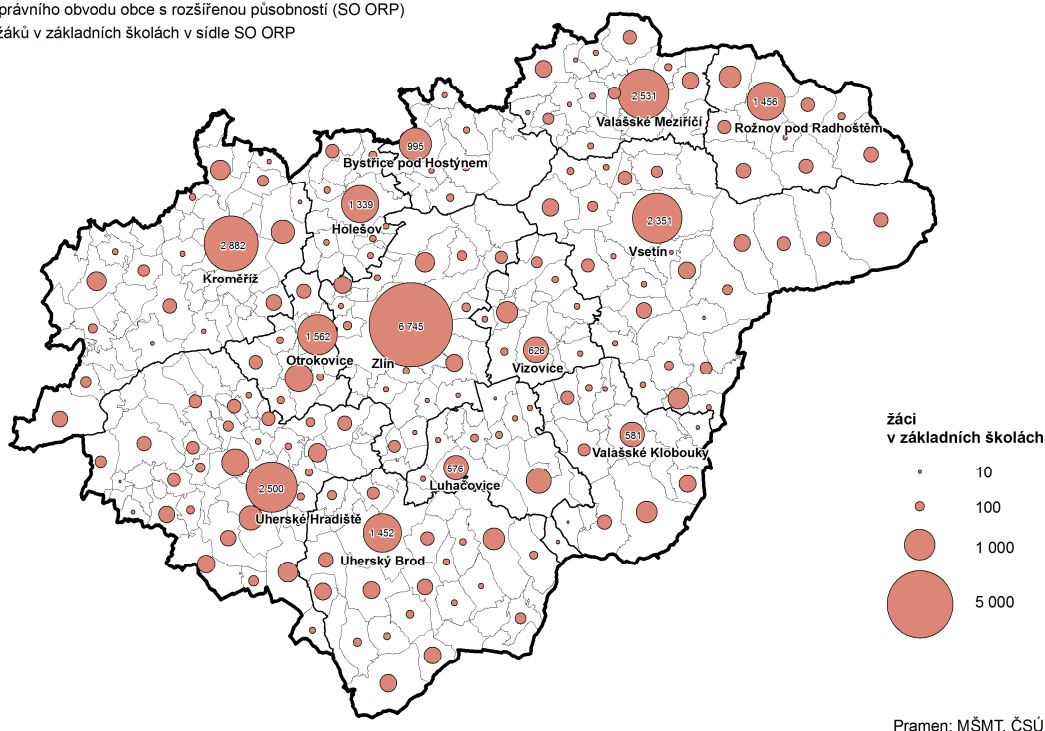 právního obvodu obce s rozšířenou působností (SO ORP)
žáků v základních školách v sídle SO ORP
2 531
Valašské Meziříčí
1 456
Rožnov pod Radhoštěm
995
Bystřice pod Hostýnem
1 339
Holešov
2 351
Vsetín
2 882
Kroměříž
1 562
Otrokovice
6 745
Zlín
626
Vizovice
581
Valašské Klobouky
576
Luhačovice
2 500
Uherské Hradiště
1 452
Uherský Brod
žáci
v základních školách
10
100
1 000
5 000
Pramen: MŠMT, ČSÚ